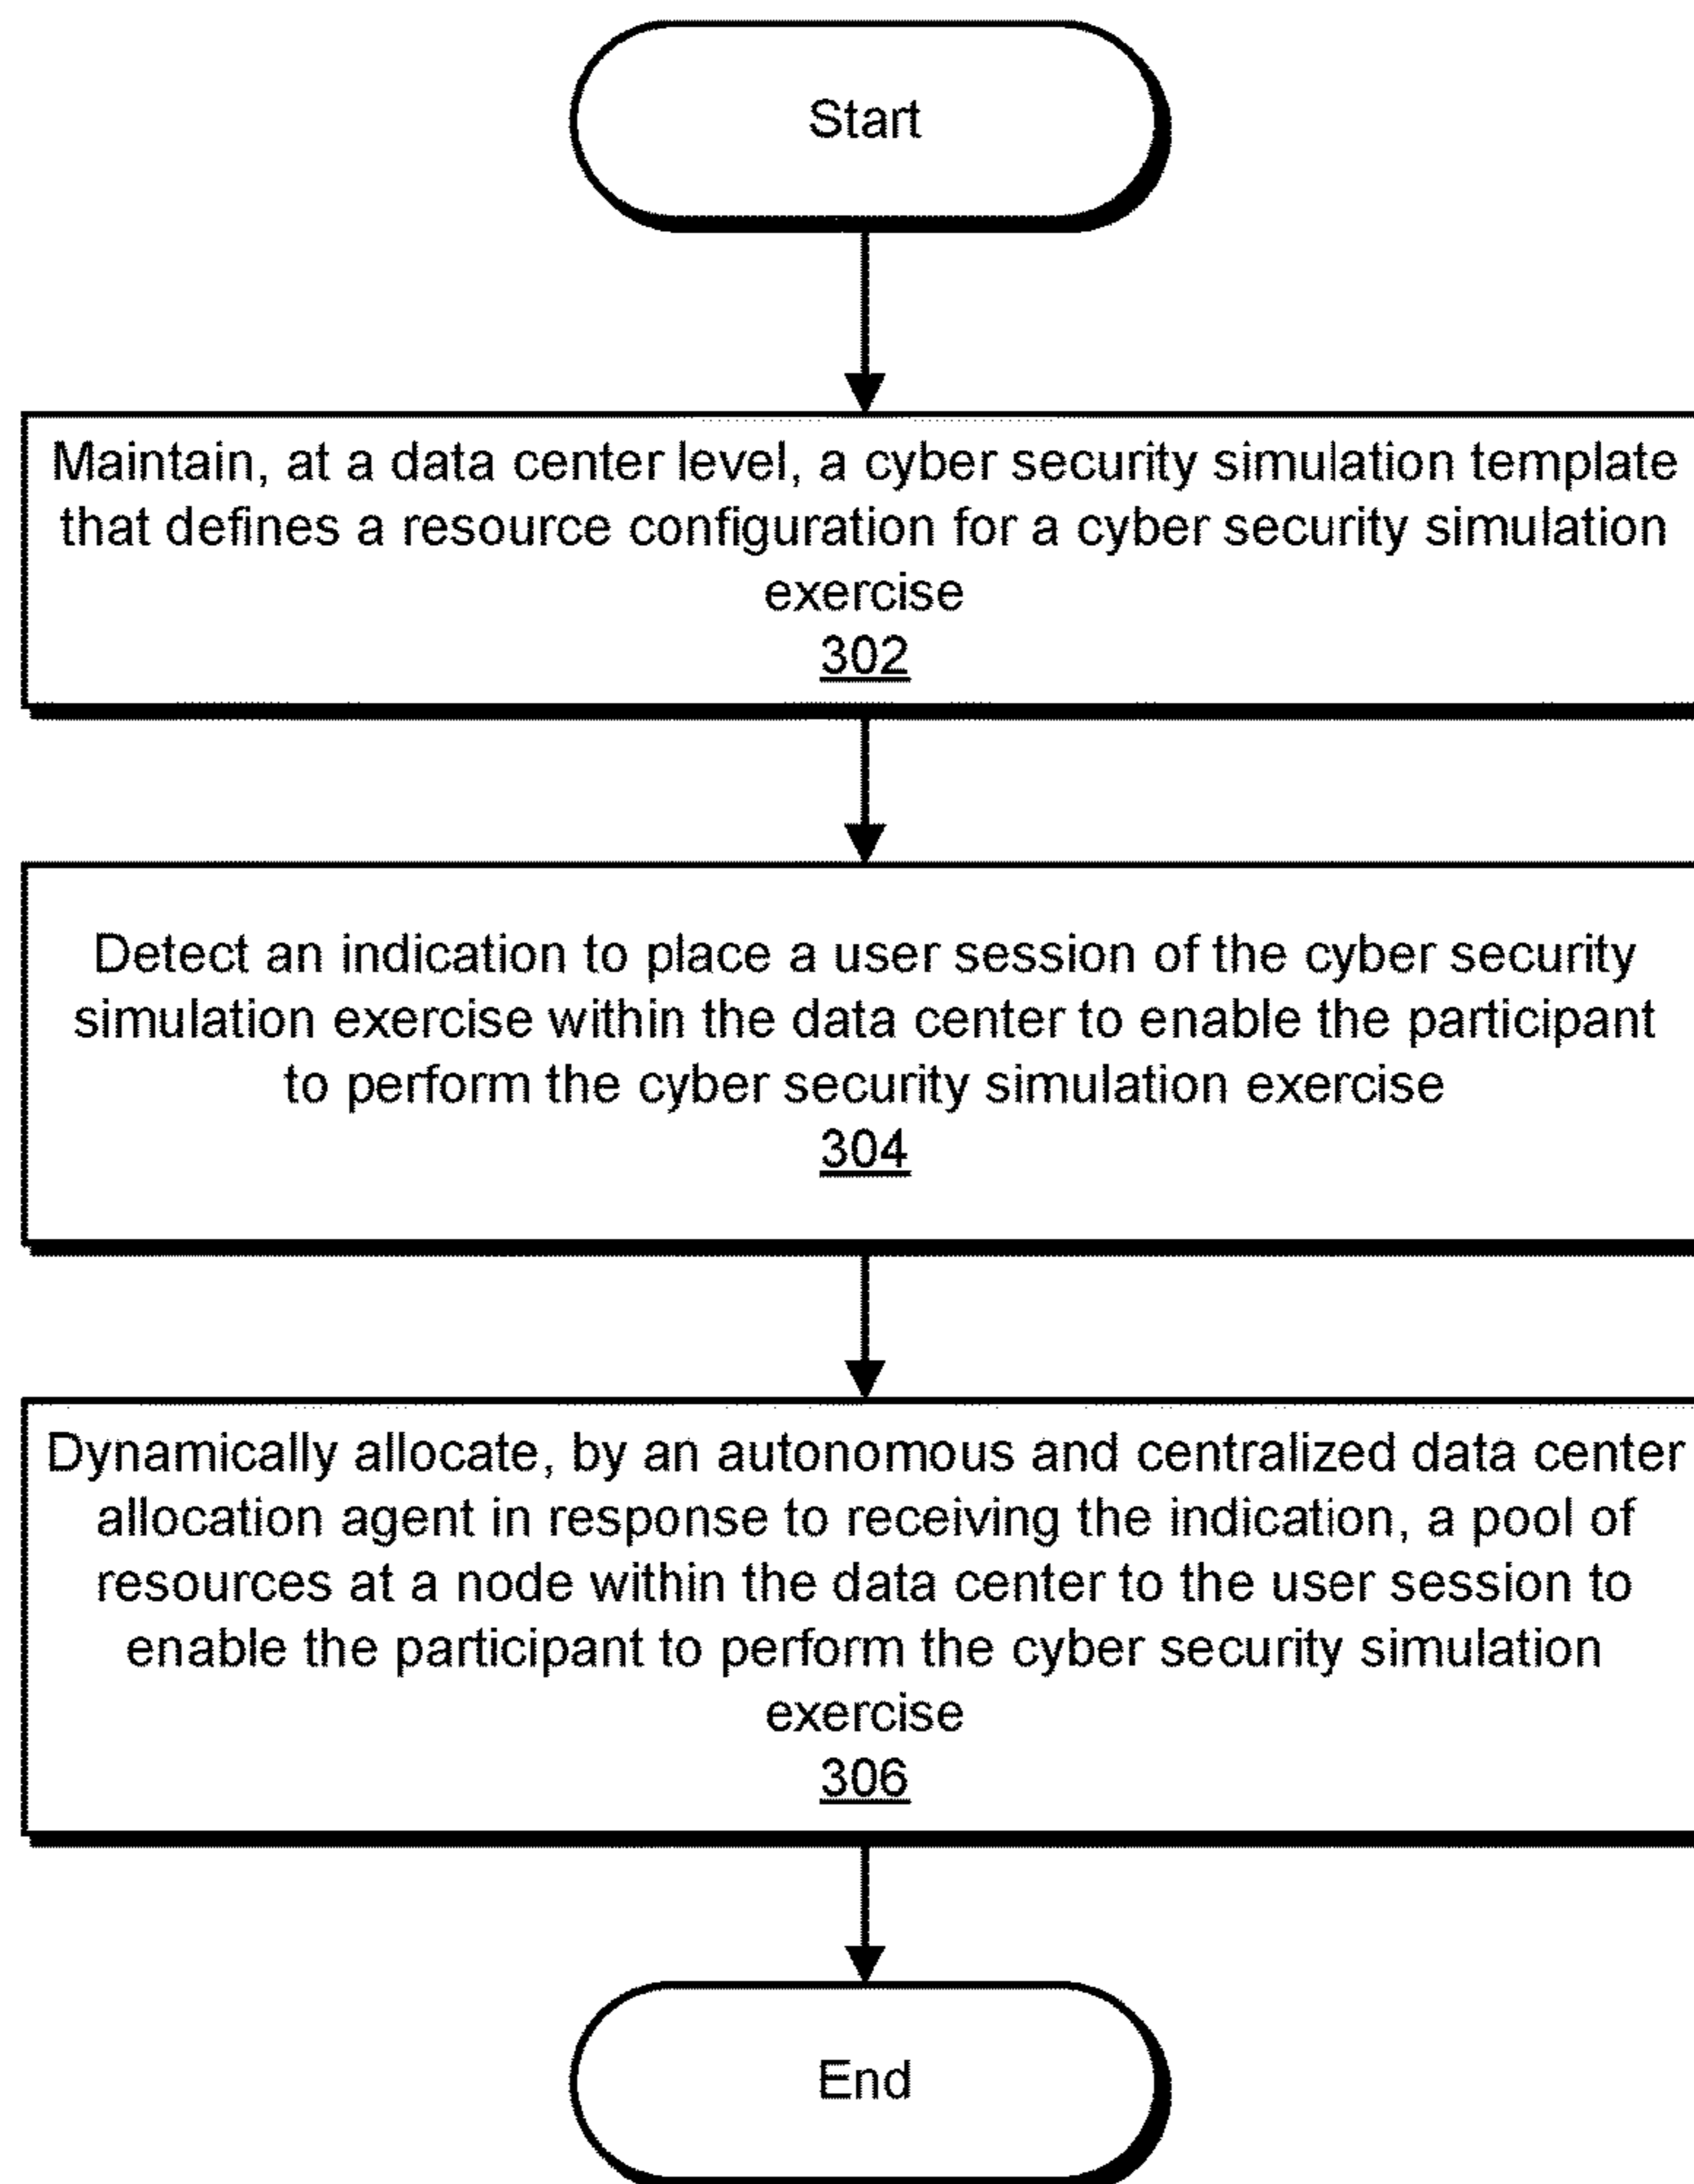 Start
Maintain, at a data center level, a cyber security simulation template
that defines a resource configuration for a cyber security simulation
exercise
302
Detect an indication to place a user session of the cyber security
simulation exercise within the data center to enable the participant
to perform the cyber security simulation exercise
304
Dynamically allocate, by an autonomous and centralized data center
allocation agent in response to receiving the indication, a pool of
resources at a node within the data center to the user session to
enable the participant to perform the cyber security simulation
exercise
306
End